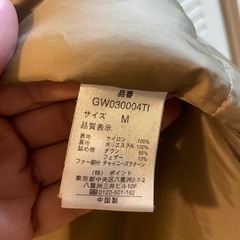 品番
GW030004TI
サイズ M
品質表示
表地 ナイロン 100%
裏地 ポリエステル 100%
詰め物 ダウン 90%
フェザー 10%
ファー部分 チャイニーズラクーン
(株) ポイント
東京都中央区八重洲2-7-2
八重洲三井ビル10F
0120-601-162
中国製